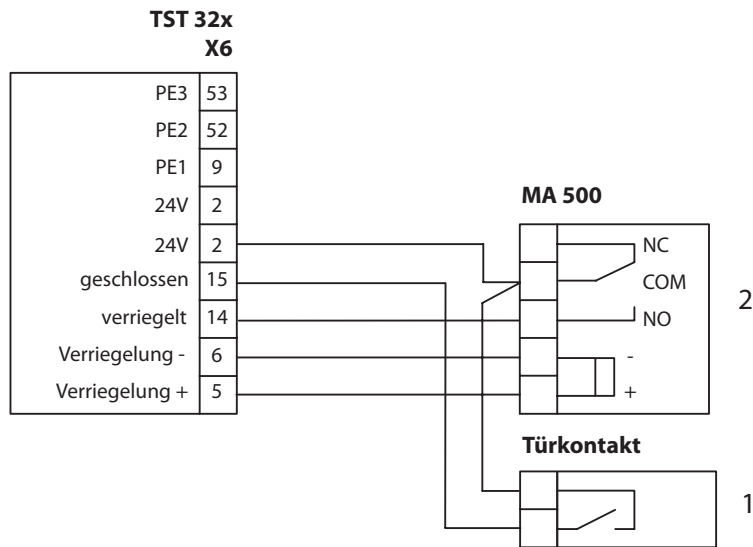 TST 32x
X6
PE3 53
PE2 52
PE1 9
24V 2
24V 2
geschlossen 15
verriegelt 14
Verriegelung - 6
Verriegelung + 5
MA 500
NC
COM
NO
-
+
2
Türkontakt
1